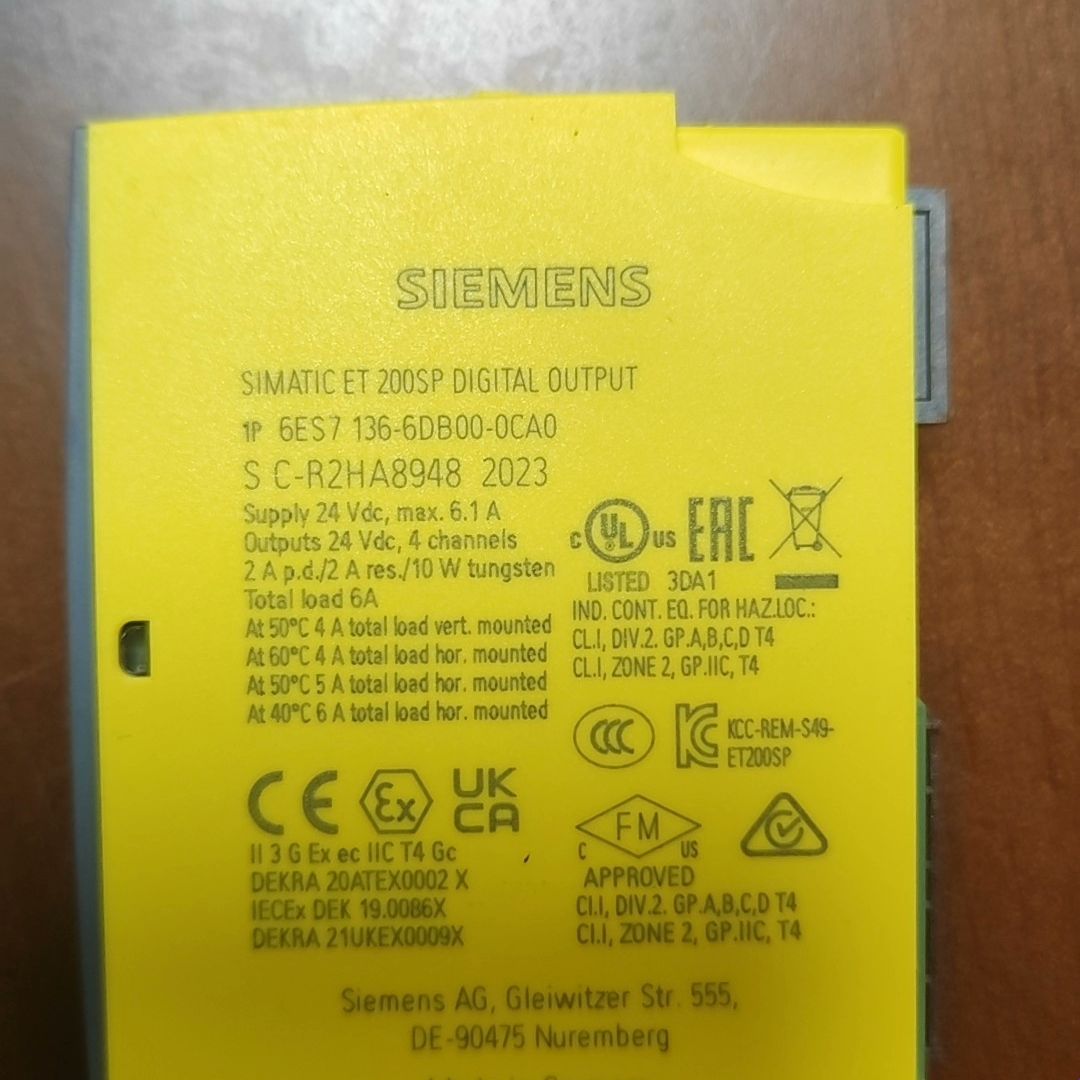 SIEMENS
SIMATIC ET 200SP DIGITAL OUTPUT
1P 6ES7 136-6DB00-0CA0
S C-R2HA8948 2023
Supply 24 Vdc, max. 6.1 A
Outputs 24 Vdc, 4 channels
2 A p.d./2 A res./10 W tungsten
Total load 6A
At 50°C 4 A total load vert. mounted
At 60°C 4 A total load hor. mounted
At 50°C 5 A total load hor. mounted
At 40°C 6 A total load hor. mounted
C UL US EAC
LISTED 3DA1
IND. CONT. EQ. FOR HAZ.LOC.:
CL.I, DIV.2. GP.A,B,C,D T4
CL.I, ZONE 2, GP.IIC, T4
CCC KC KCC-REM-S49-
ET200SP
CE Ex UK
CA
II 3 G Ex ec IIC T4 Gc
DEKRA 20ATEX0002 X
IECEx DEK 19.0086X
DEKRA 21UKEX0009X
FM
C US
APPROVED
CI.I, DIV.2. GP.A,B,C,D T4
CI.I, ZONE 2, GP.IIC, T4
Siemens AG, Gleiwitzer Str. 555,
DE-90475 Nuremberg